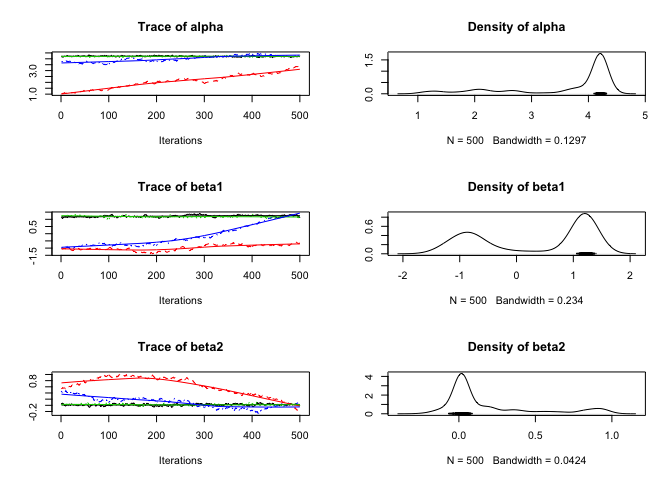 Trace of alpha
3.0
1.0
0 100 200 300 400 500
Iterations
Density of alpha
1.5
0.0
1 2 3 4 5
N = 500 Bandwidth = 0.1297
Trace of beta1
0.5
-1.5
0 100 200 300 400 500
Iterations
Density of beta1
0.6
0.0
-2 -1 0 1 2
N = 500 Bandwidth = 0.234
Trace of beta2
0.8
-0.2
0 100 200 300 400 500
Iterations
Density of beta2
4
2
0
0.0 0.5 1.0
N = 500 Bandwidth = 0.0424